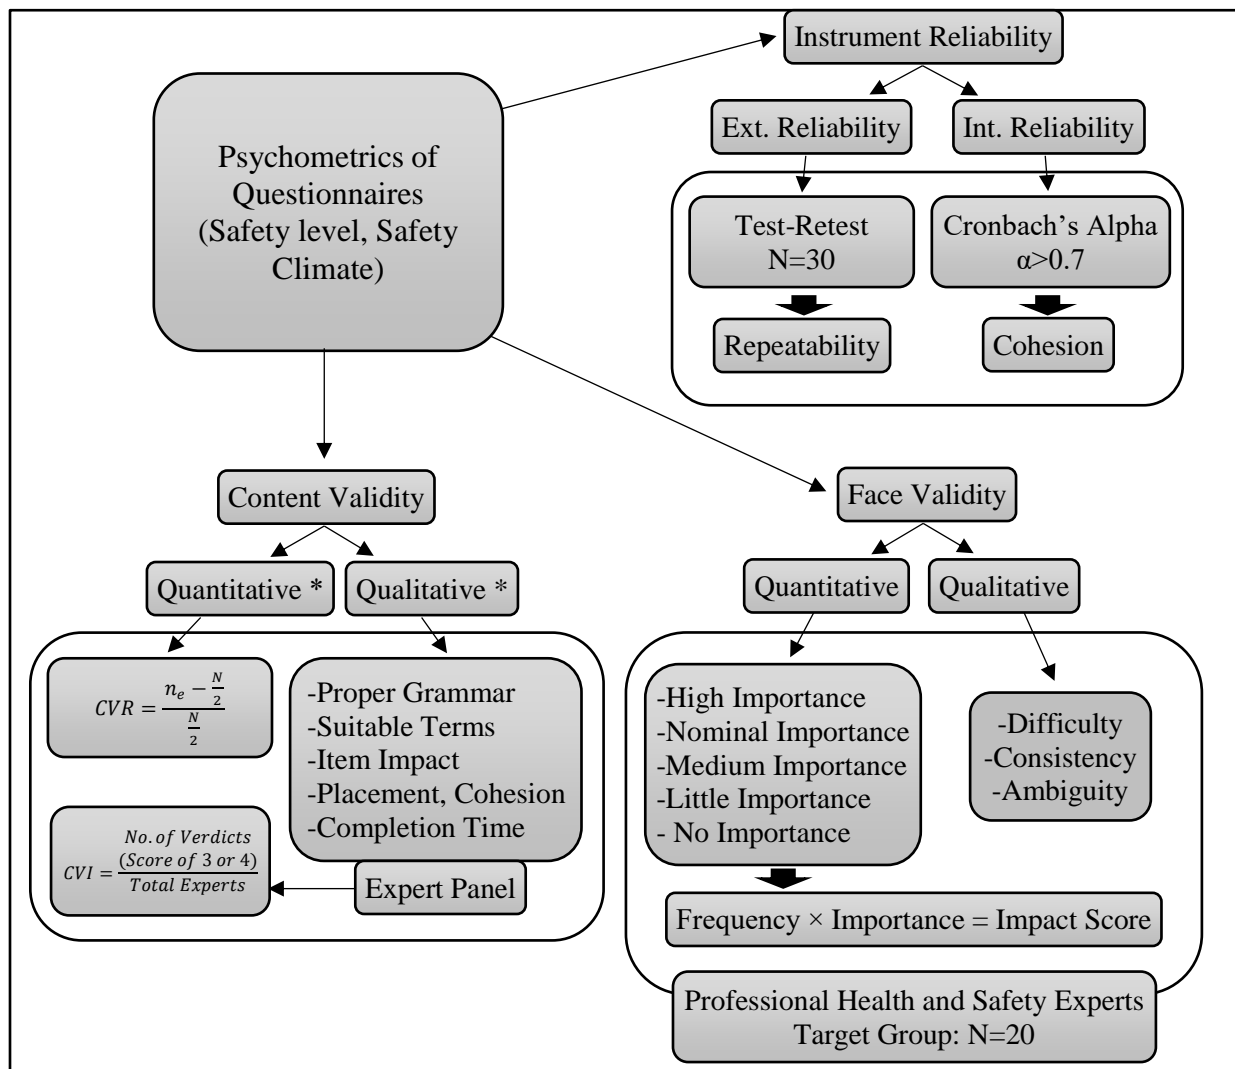 Instrument Reliability
Ext. Reliability
Int. Reliability
Psychometrics of
Questionnaires
(Safety level, Safety
Climate)
Test-Retest
N=30
Cronbach’s Alpha
α>0.7
Repeatability
Cohesion
Content Validity
Face Validity
Quantitative *
Qualitative *
Quantitative
Qualitative
CVR = (n_e − N/2) / (N/2)
-Proper Grammar
-Suitable Terms
-Item Impact
-Placement, Cohesion
-Completion Time
No. of Verdicts
CVI = (Score of 3 or 4)
Total Experts
Expert Panel
-High Importance
-Nominal Importance
-Medium Importance
-Little Importance
- No Importance
-Difficulty
-Consistency
-Ambiguity
Frequency × Importance = Impact Score
Professional Health and Safety Experts
Target Group: N=20